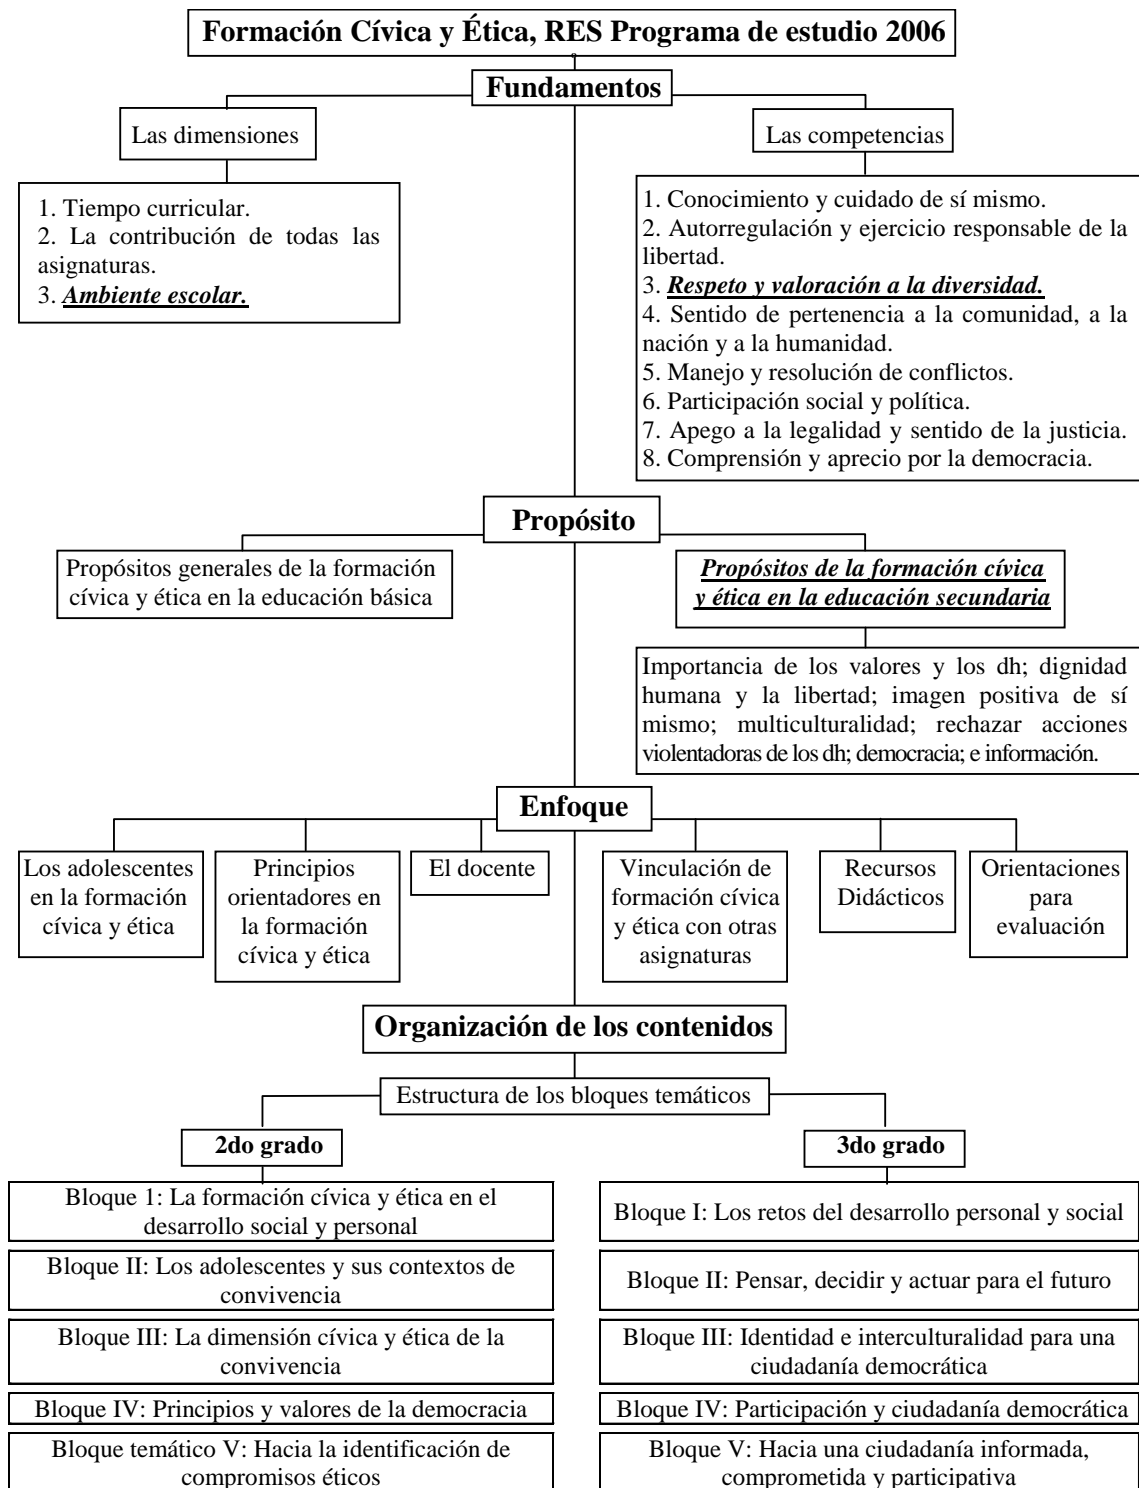 Formación Cívica y Ética, RES Programa de estudio 2006
Fundamentos
Las dimensiones
1. Tiempo curricular.
2. La contribución de todas las
asignaturas.
3. Ambiente escolar.
Las competencias
1. Conocimiento y cuidado de sí mismo.
2. Autorregulación y ejercicio responsable de la
libertad.
3. Respeto y valoración a la diversidad.
4. Sentido de pertenencia a la comunidad, a la
nación y a la humanidad.
5. Manejo y resolución de conflictos.
6. Participación social y política.
7. Apego a la legalidad y sentido de la justicia.
8. Comprensión y aprecio por la democracia.
Propósito
Propósitos generales de la formación
cívica y ética en la educación básica
Propósitos de la formación cívica
y ética en la educación secundaria
Importancia de los valores y los dh; dignidad
humana y la libertad; imagen positiva de sí
mismo; multiculturalidad; rechazar acciones
violentadoras de los dh; democracia; e información.
Enfoque
Los adolescentes
en la formación
cívica y ética
Principios
orientadores en
la formación
cívica y ética
El docente
Vinculación de
formación cívica
y ética con otras
asignaturas
Recursos
Didácticos
Orientaciones
para
evaluación
Organización de los contenidos
Estructura de los bloques temáticos
2do grado
Bloque 1: La formación cívica y ética en el
desarrollo social y personal
Bloque II: Los adolescentes y sus contextos de
convivencia
Bloque III: La dimensión cívica y ética de la
convivencia
Bloque IV: Principios y valores de la democracia
Bloque temático V: Hacia la identificación de
compromisos éticos
3do grado
Bloque I: Los retos del desarrollo personal y social
Bloque II: Pensar, decidir y actuar para el futuro
Bloque III: Identidad e interculturalidad para una
ciudadanía democrática
Bloque IV: Participación y ciudadanía democrática
Bloque V: Hacia una ciudadanía informada,
comprometida y participativa